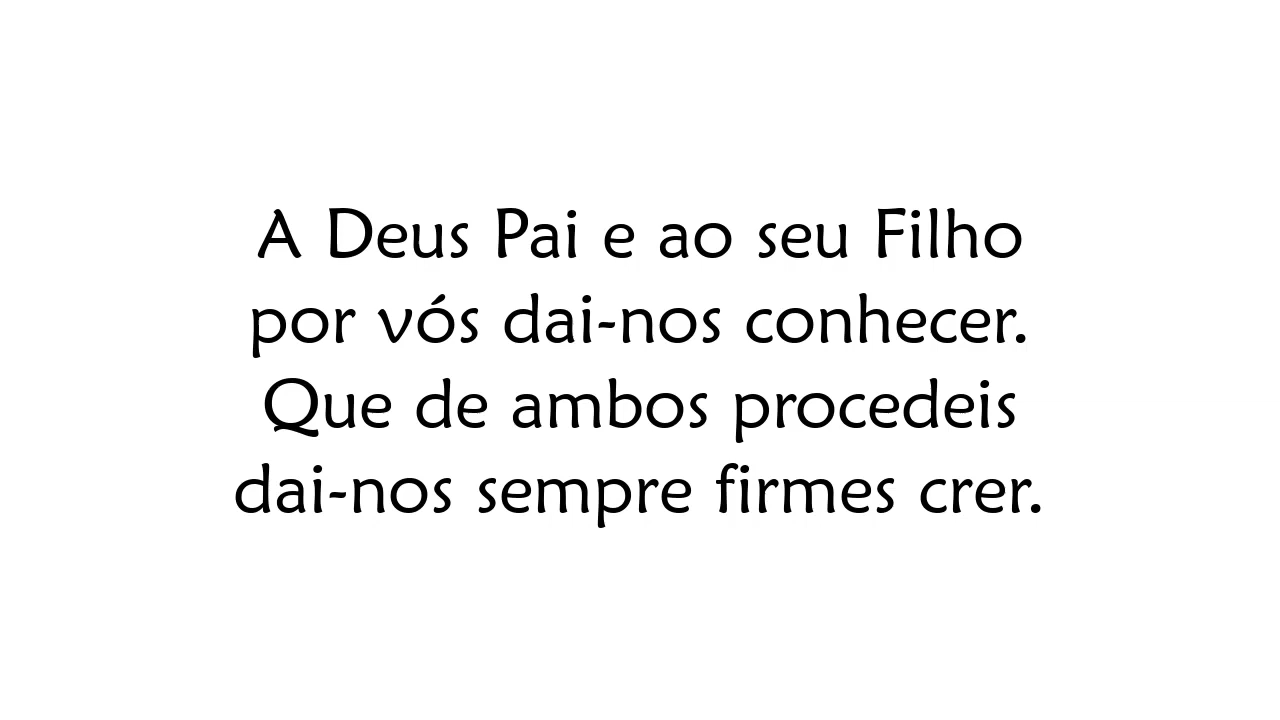 A Deus Pai e ao seu Filho
por vós dai-nos conhecer.
Que de ambos procedeis
dai-nos sempre firmes crer.